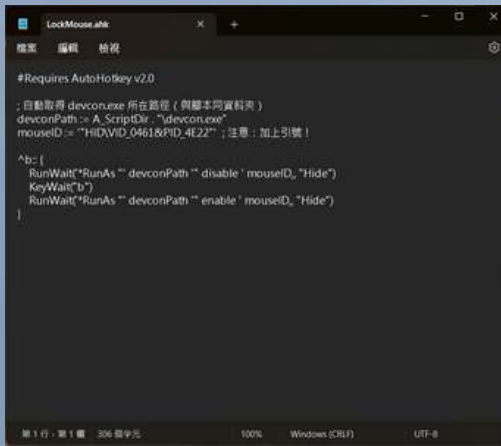 LockMouse.ahk
檔案 編輯 檢視
#Requires AutoHotkey v2.0
; 自動取得 devcon.exe 所在路徑（與腳本同資料夾）
devconPath := A_ScriptDir . "\devcon.exe"
mouseID := '"HID\VID_0461&PID_4E22"' ; 注意：加上引號！
^b:: {
RunWait('*RunAs "' devconPath '" disable ' mouseID,, "Hide")
KeyWait("b")
RunWait('*RunAs "' devconPath '" enable ' mouseID,, "Hide")
}
第 1 行，第 1 欄 306 個字元 100% Windows (CRLF) UTF-8